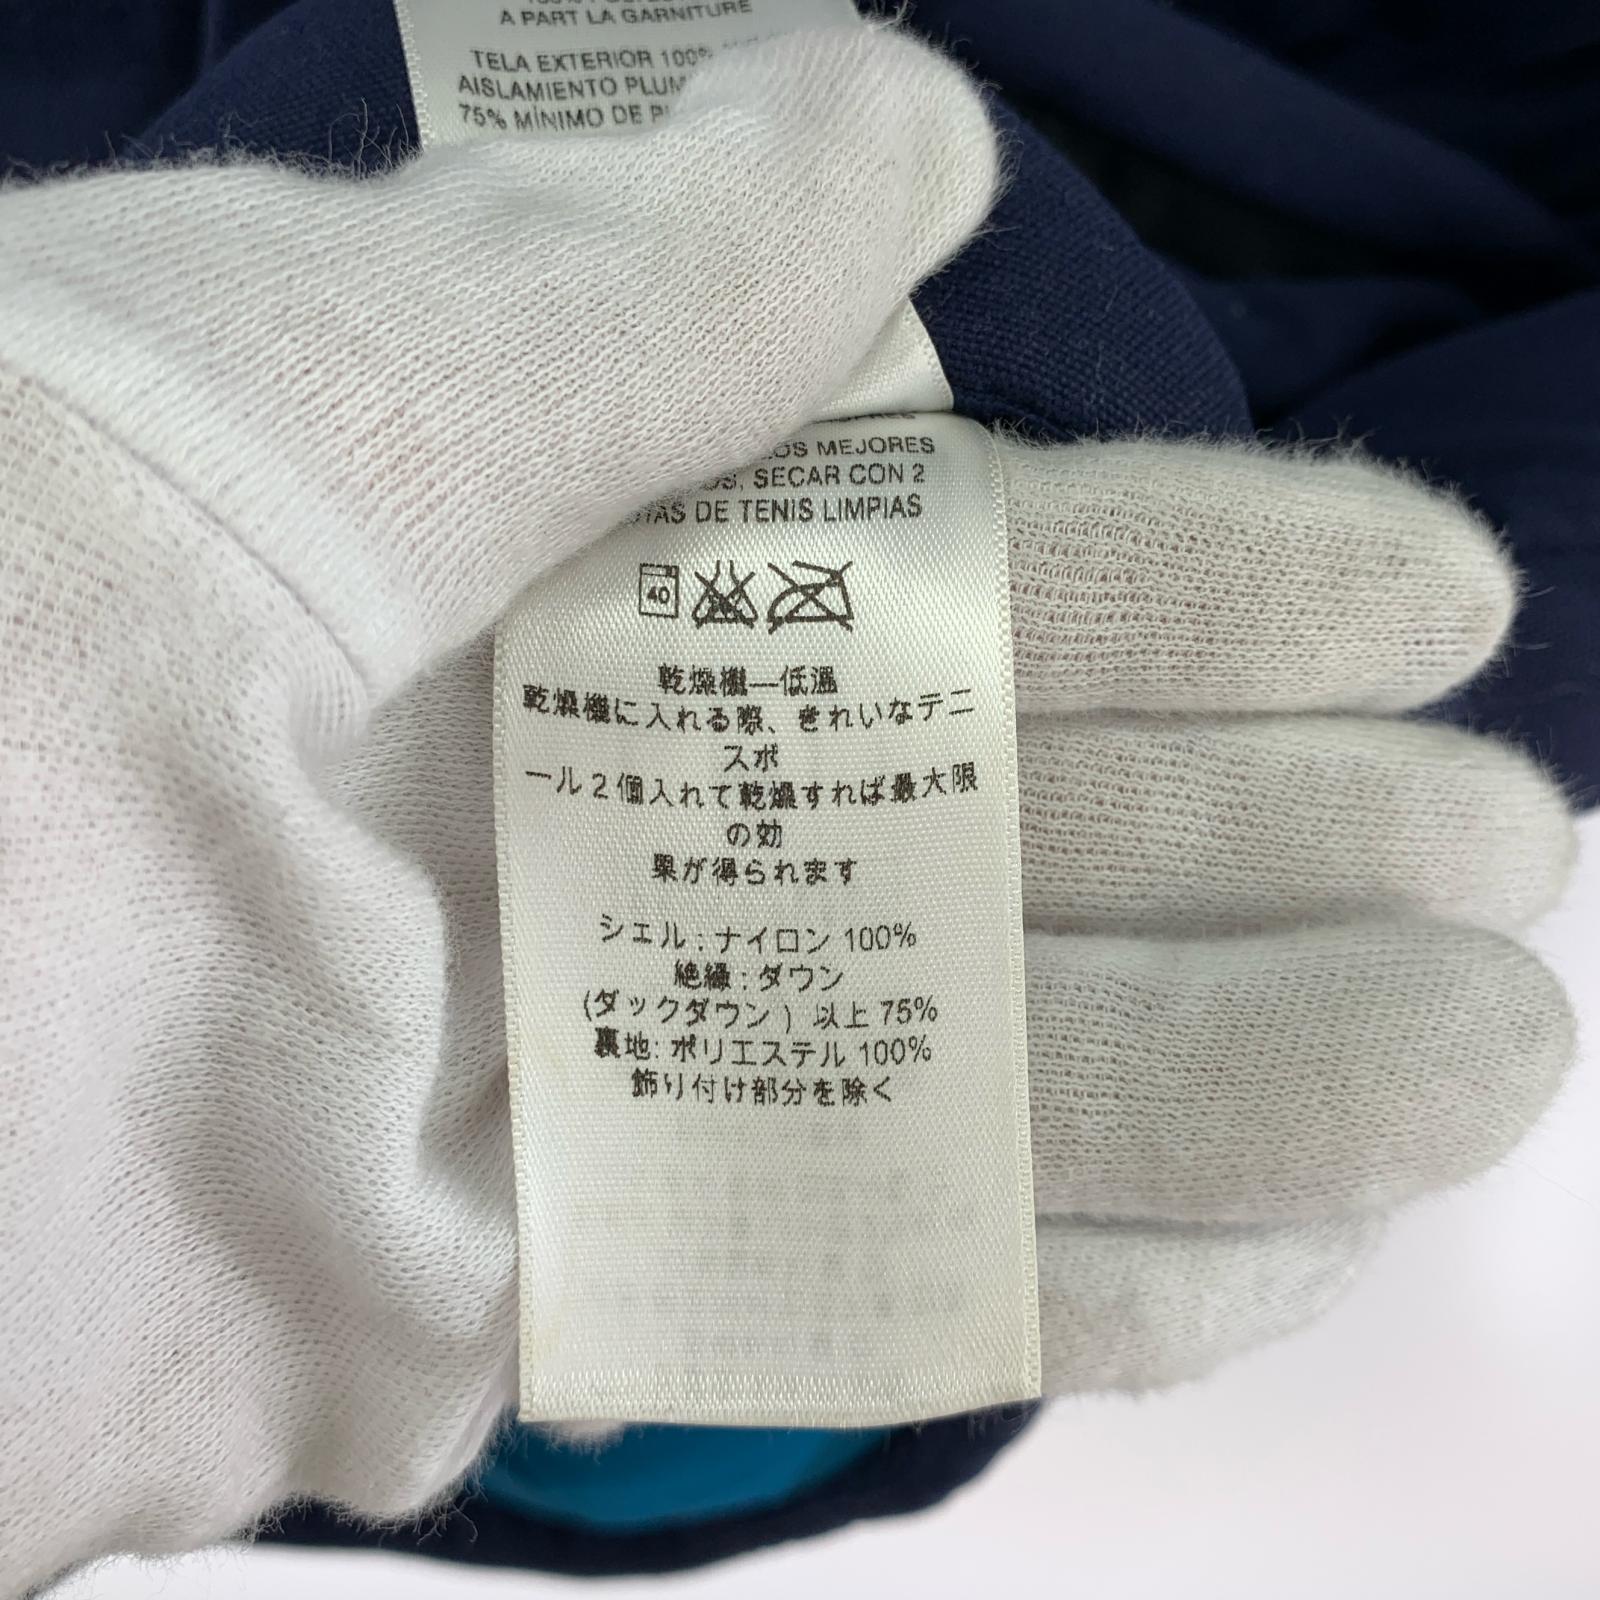 A PART LA GARNITURE
TELA EXTERIOR 100%
AISLAMIENTO
75% MÍNIMO DE
MEJORES
SECAR CON 2
DE TENIS LIMPIAS
40
乾燥機—低温
乾燥機に入れる際、きれいなテニ
スボ
ール2個入れて乾燥すれば最大限
の効
果が得られます
シェル:ナイロン 100%
絶縁:ダウン
(ダックダウン) 以上 75%
裏地:ポリエステル 100%
飾り付け部分を除く